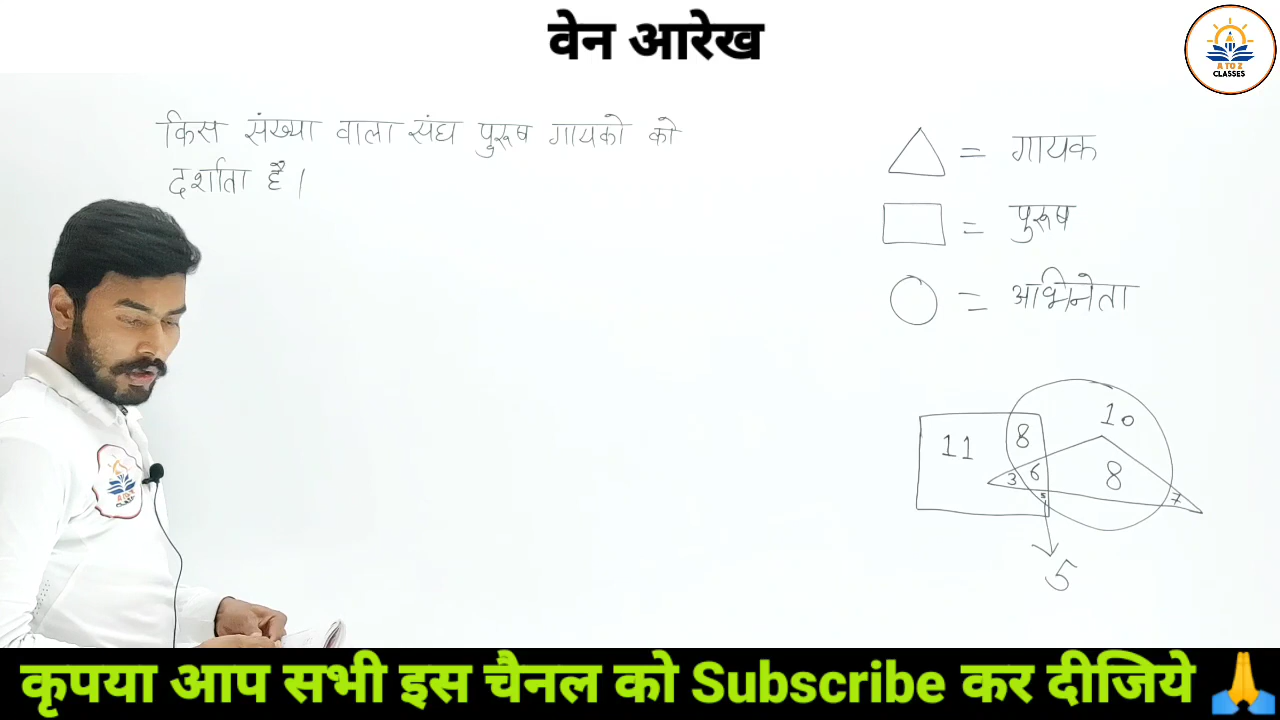 वेन आरेख
A TO Z
CLASSES
किस संख्या वाला संघ पुरूष गायको को
दर्शाता है।
= गायक
= पुरूष
= अभिनेता
10
11 8
3 6 8
5 7
5
कृपया आप सभी इस चैनल को Subscribe कर दीजिये